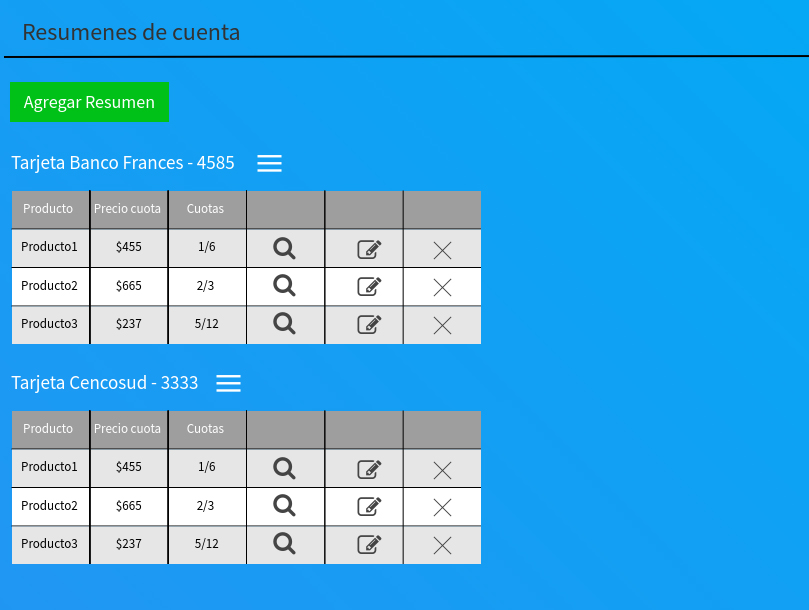 Resumenes de cuenta
Agregar Resumen
Tarjeta Banco Frances - 4585
Producto Precio cuota Cuotas
Producto1 $455 1/6
Producto2 $665 2/3
Producto3 $237 5/12
Tarjeta Cencosud - 3333
Producto Precio cuota Cuotas
Producto1 $455 1/6
Producto2 $665 2/3
Producto3 $237 5/12